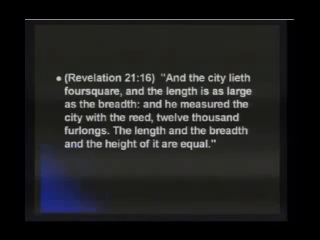 • (Revelation 21:16) "And the city lieth
foursquare, and the length is as large
as the breadth: and he measured the
city with the reed, twelve thousand
furlongs. The length and the breadth
and the height of it are equal."